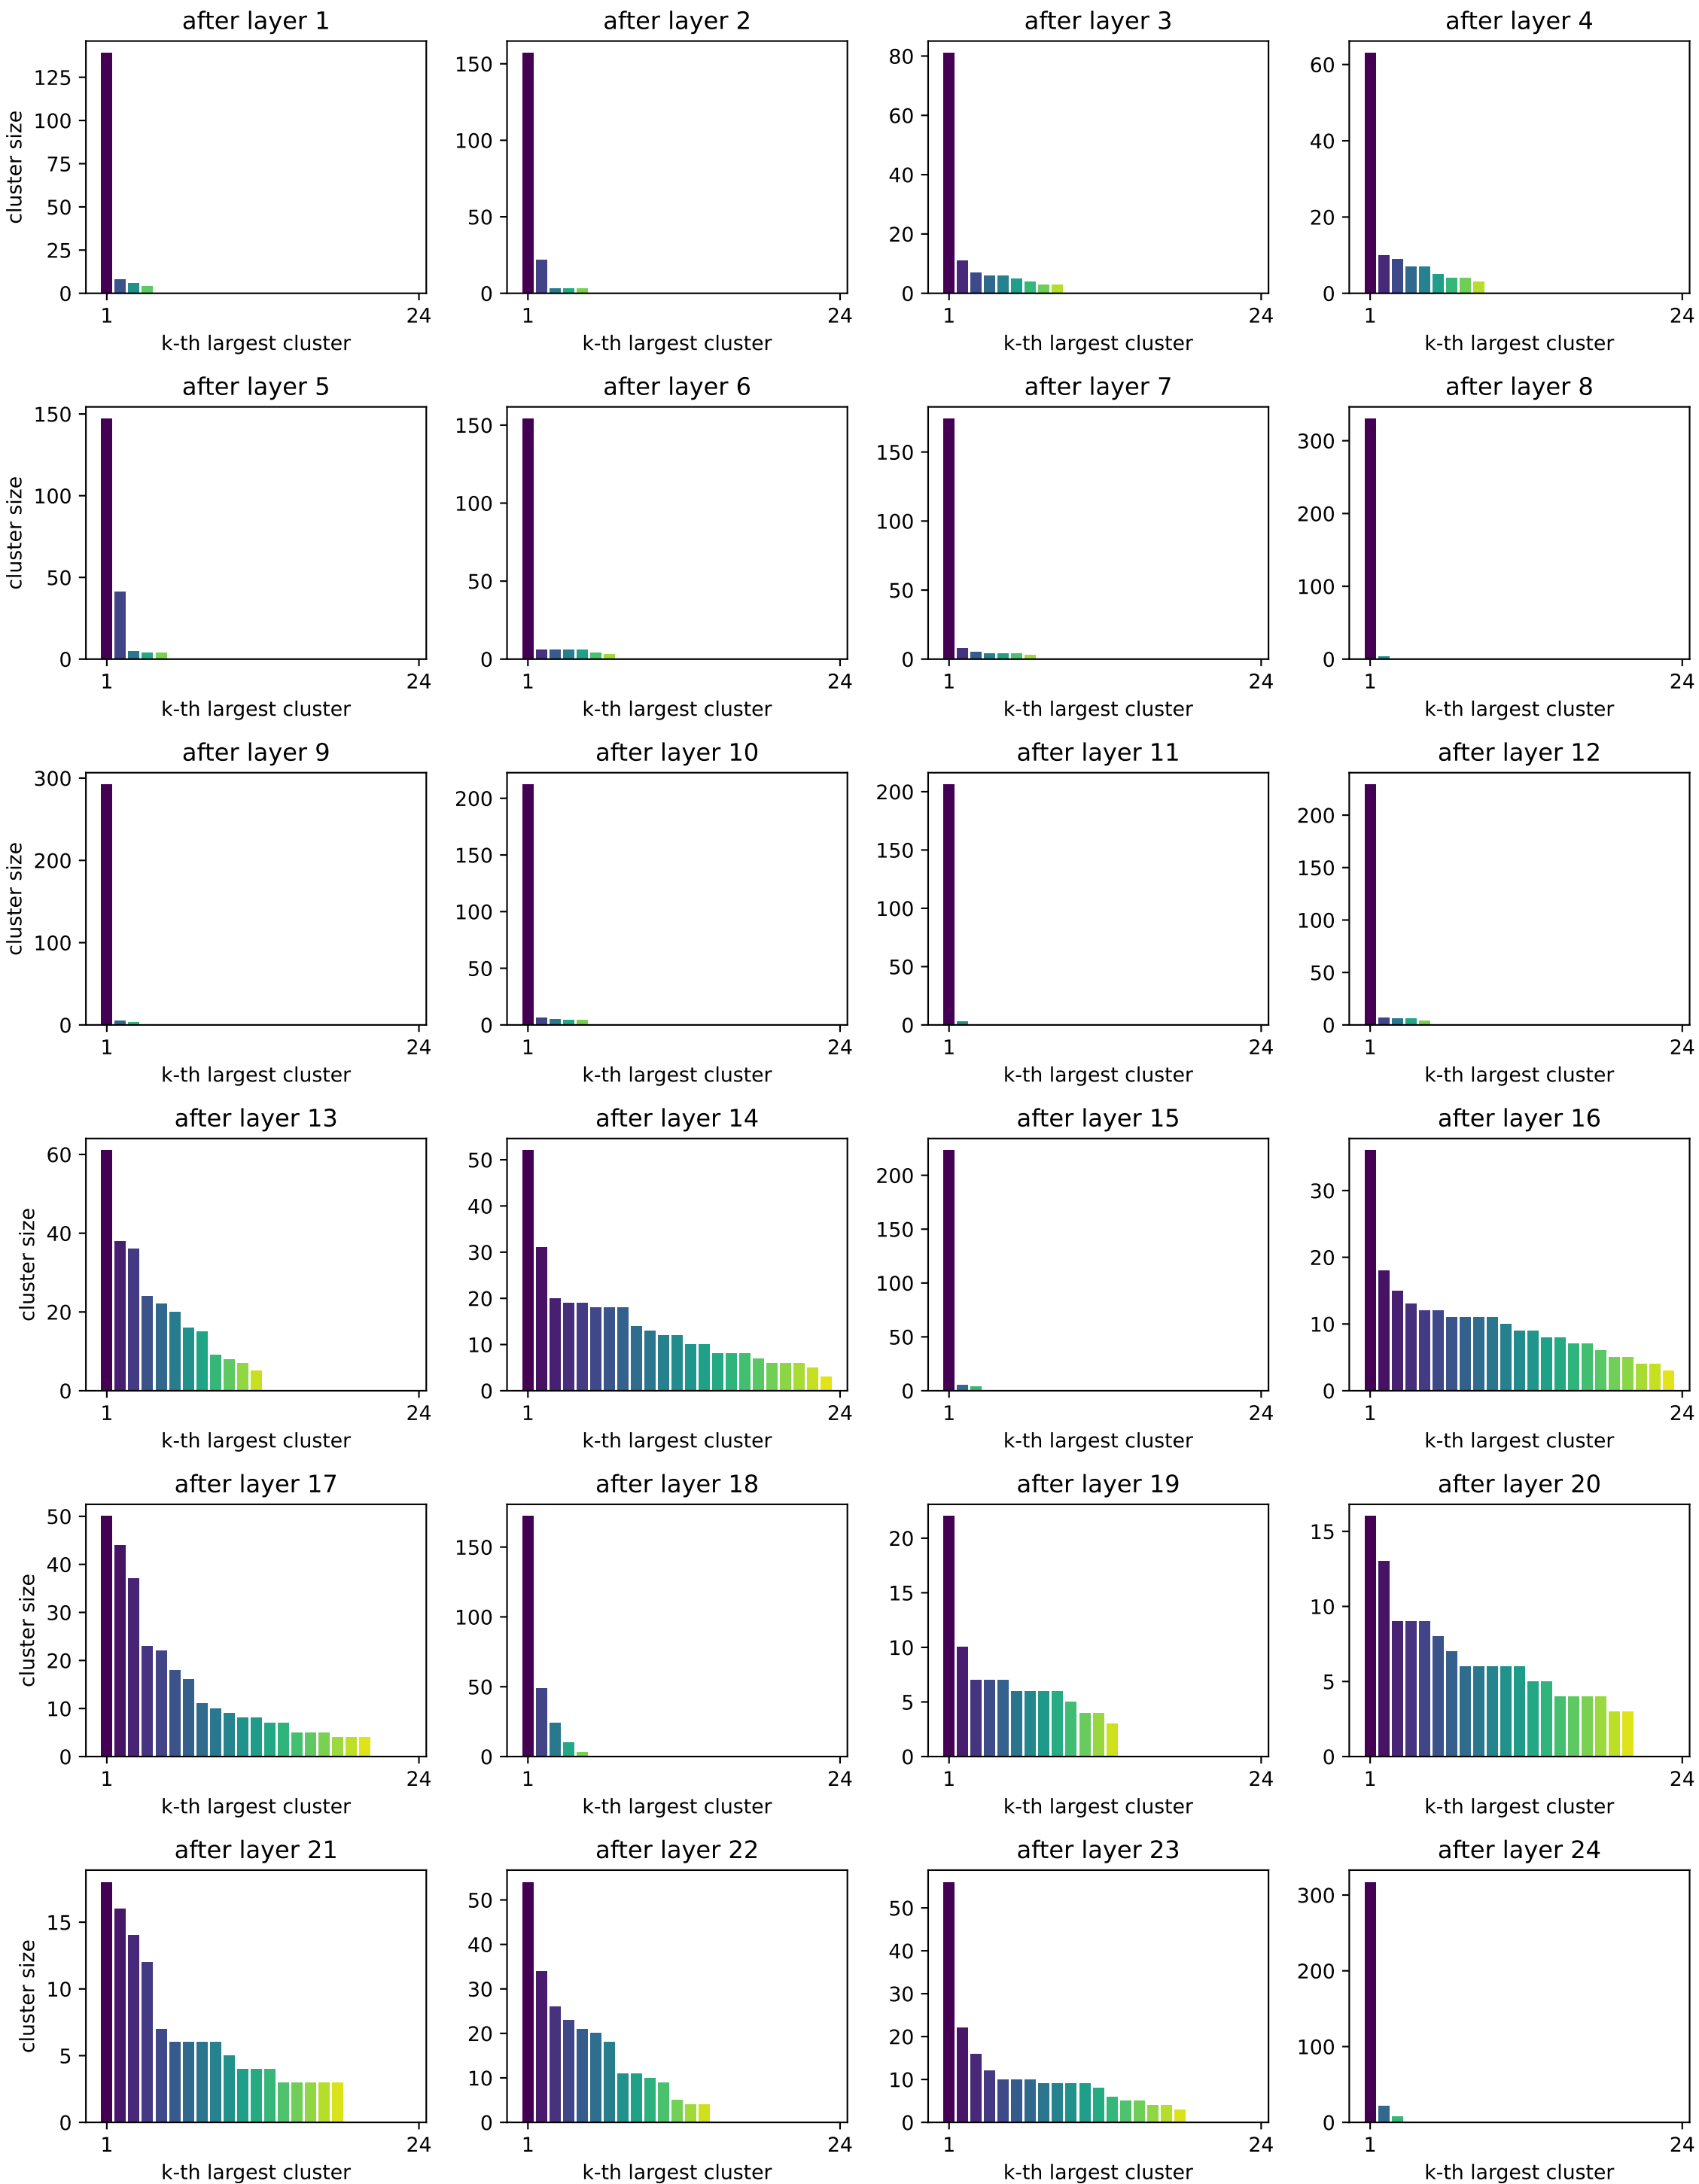 after layer 1 after layer 2 after layer 3 after layer 4
cluster size
125 150 80 60
100 60
75 100 40
50 40
50 20
25 20
0 0 0 0
1 24 1 24 1 24 1 24
k-th largest cluster k-th largest cluster k-th largest cluster k-th largest cluster
after layer 5 after layer 6 after layer 7 after layer 8
cluster size
150 150 150 300
100 100 100 200
50 50 50 100
0 0 0 0
1 24 1 24 1 24 1 24
k-th largest cluster k-th largest cluster k-th largest cluster k-th largest cluster
after layer 9 after layer 10 after layer 11 after layer 12
cluster size
300 200 200 200
200 150 150 150
100 100 100
100 50 50 50
0 0 0 0
1 24 1 24 1 24 1 24
k-th largest cluster k-th largest cluster k-th largest cluster k-th largest cluster
after layer 13 after layer 14 after layer 15 after layer 16
cluster size
60 50 200 30
40 40 150 20
30 100
20 20 50 10
10
0 0 0 0
1 24 1 24 1 24 1 24
k-th largest cluster k-th largest cluster k-th largest cluster k-th largest cluster
after layer 17 after layer 18 after layer 19 after layer 20
cluster size
50 150 20 15
40 15
30 100 10
20 10
10 50 5 5
0 0 0 0
1 24 1 24 1 24 1 24
k-th largest cluster k-th largest cluster k-th largest cluster k-th largest cluster
after layer 21 after layer 22 after layer 23 after layer 24
cluster size
15 50 50 300
40 40
10 30 30 200
20 20
5 10 10 100
0 0 0 0
1 24 1 24 1 24 1 24
k-th largest cluster k-th largest cluster k-th largest cluster k-th largest cluster